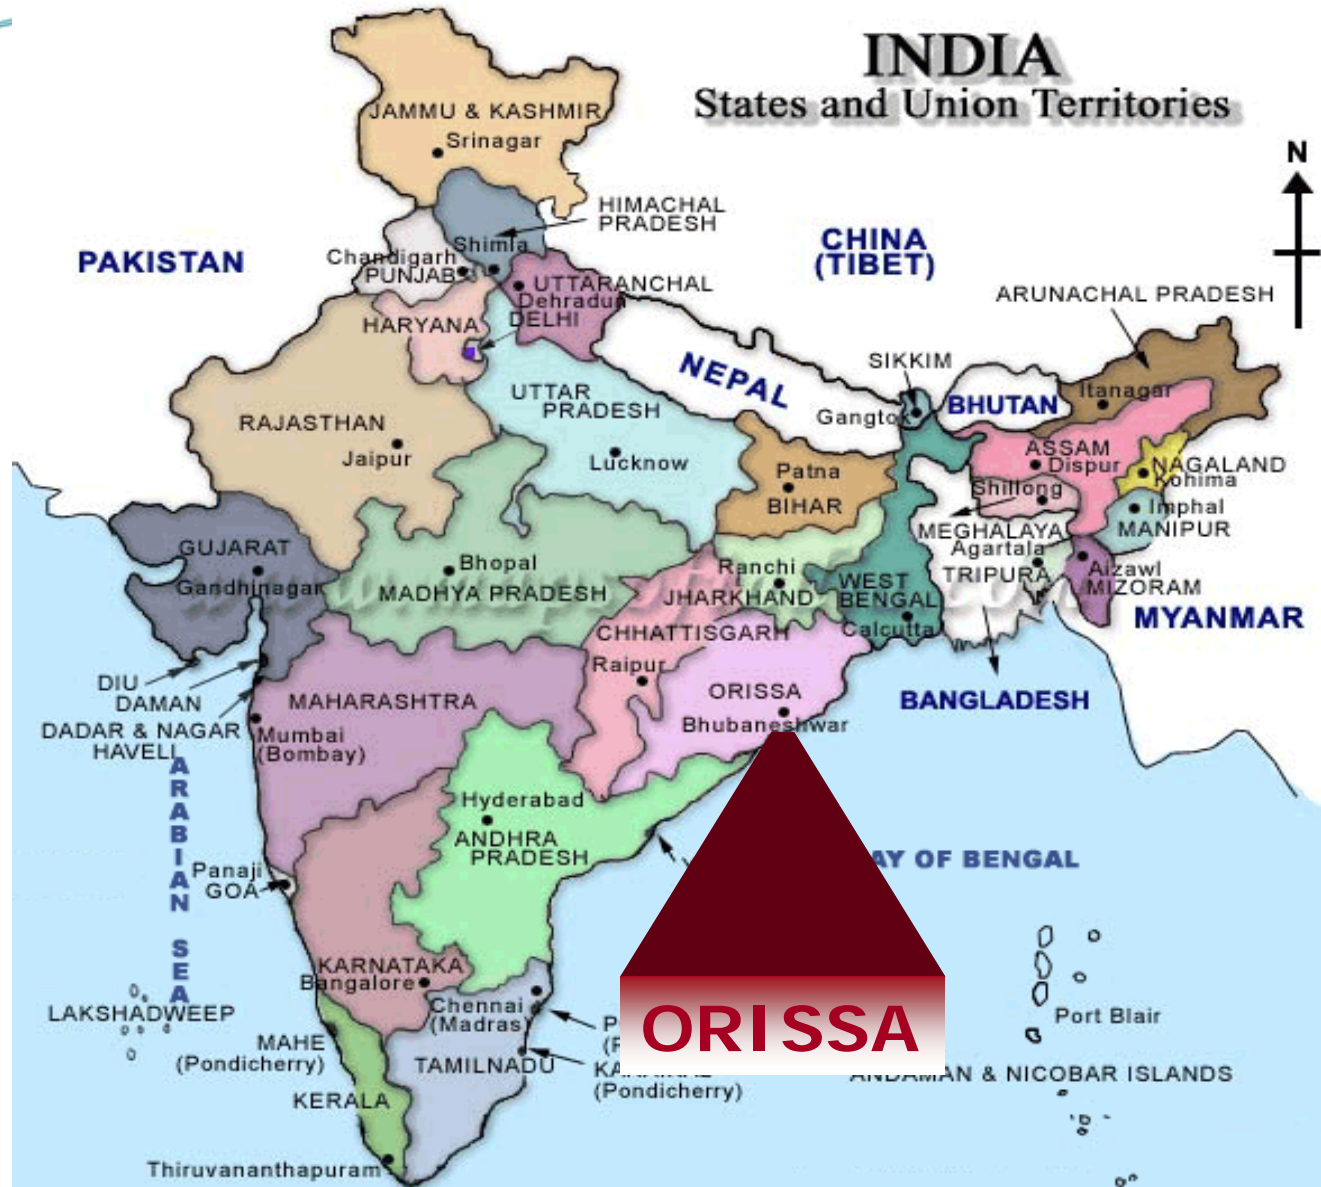 INDIA
States and Union Territories
N
JAMMU & KASHMIR
Srinagar
HIMACHAL
PRADESH
PAKISTAN
CHINA
(TIBET)
Shimla
Chandigarh
PUNJAB
UTTARANCHAL
Dehradun
ARUNACHAL PRADESH
HARYANA
DELHI
NEPAL
SIKKIM
Gangtok
BHUTAN
Itanagar
UTTAR
PRADESH
Lucknow
RAJASTHAN
Jaipur
Patna
BIHAR
ASSAM
Dispur
NAGALAND
Kohima
Shillong
MEGHALAYA
Imphal
MANIPUR
Agartala
TRIPURA
Aizawl
MIZORAM
MYANMAR
GUJARAT
Gandhinagar
Bhopal
MADHYA PRADESH
Ranchi
JHARKHAND
WEST
BENGAL
Calcutta
CHHATTISGARH
Raipur
DIU
DAMAN
DADAR & NAGAR
HAVELI
MAHARASHTRA
Mumbai
(Bombay)
ORISSA
Bhubaneshwar
BANGLADESH
ARABIAN SEA
Hyderabad
ANDHRA
PRADESH
AY OF BENGAL
Panaji
GOA
KARNATAKA
Bangalore
Chennai
(Madras)
ORISSA
LAKSHADWEEP
MAHE
(Pondicherry)
TAMILNADU
(Pondicherry)
Port Blair
ANDAMAN & NICOBAR ISLANDS
KERALA
Thiruvananthapuram